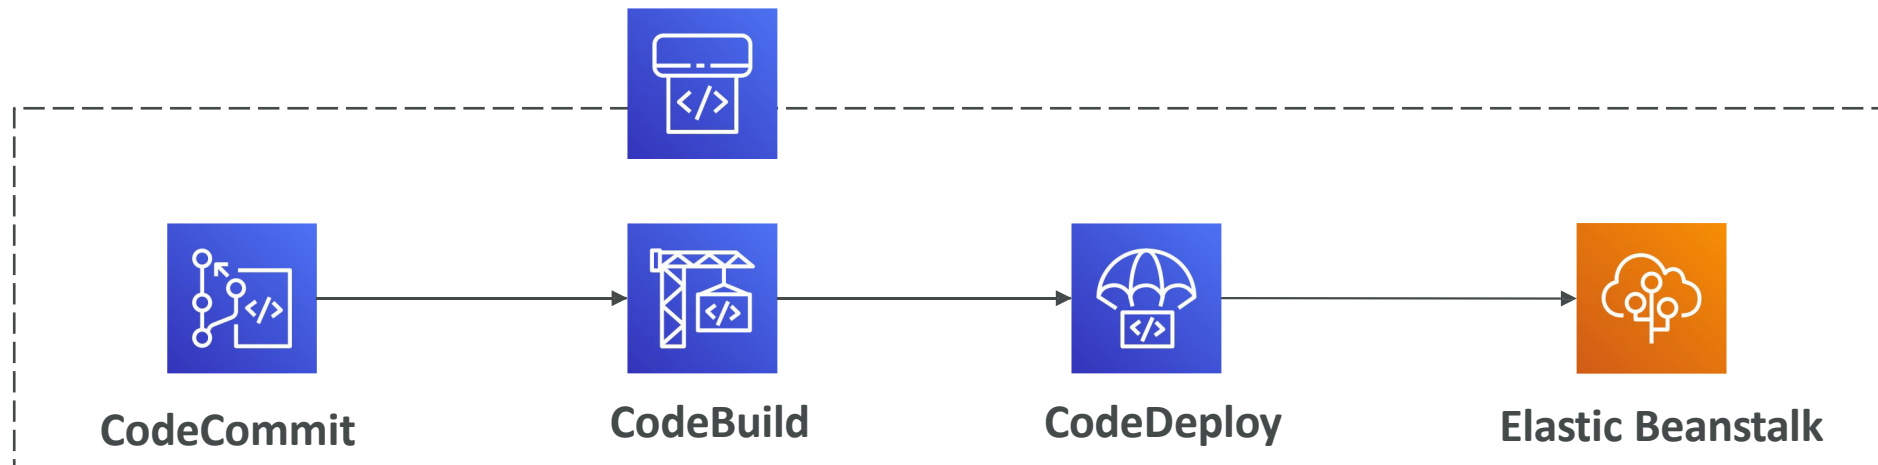 </>
</>
</>
</>
CodeCommit
CodeBuild
CodeDeploy
Elastic Beanstalk